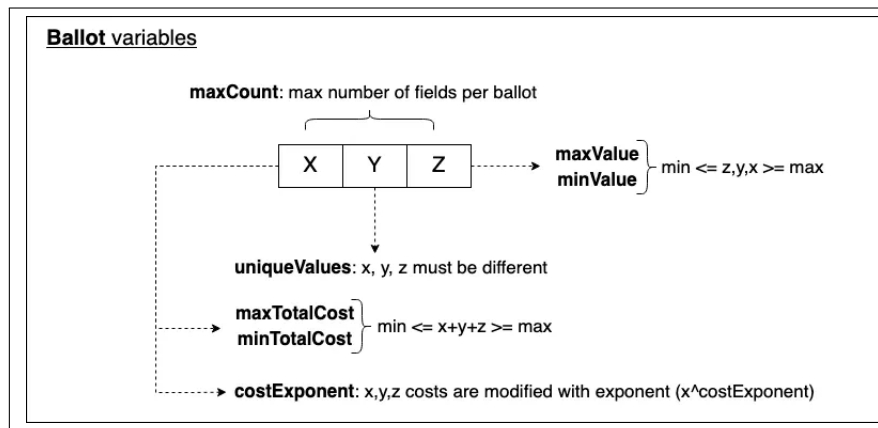 Ballot variables
maxCount: max number of fields per ballot
X Y Z
maxValue
minValue
min <= z,y,x >= max
uniqueValues: x, y, z must be different
maxTotalCost
minTotalCost
min <= x+y+z >= max
costExponent: x,y,z costs are modified with exponent (x^costExponent)